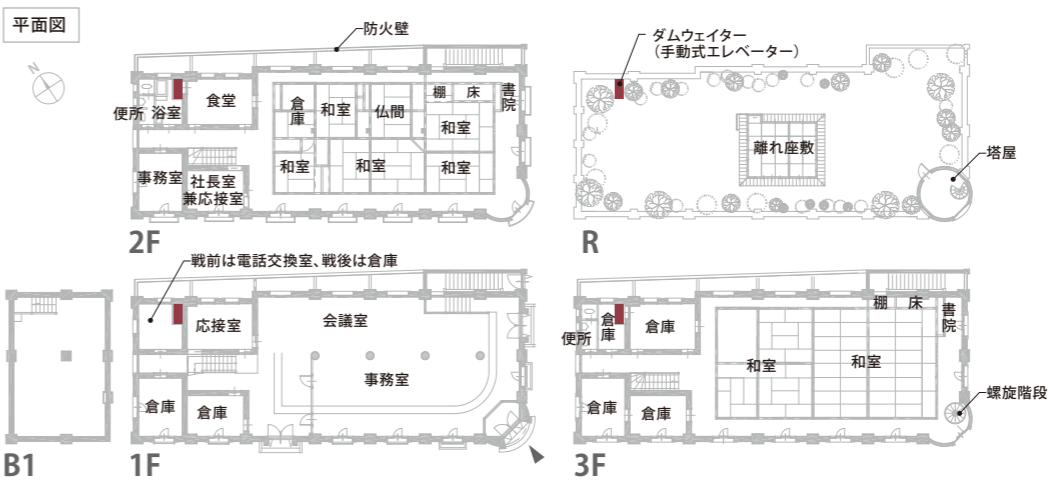 平面図
N
防火壁
便所
浴室
食堂
倉庫
和室
仏間
棚
床
書院
和室
和室
和室
和室
事務室
社長室
兼応接室
2F
ダムウェイター
(手動式エレベーター)
離れ座敷
塔屋
R
B1
戦前は電話交換室、戦後は倉庫
応接室
会議室
事務室
倉庫
倉庫
1F
便所
倉庫
倉庫
棚
床
書院
和室
和室
倉庫
倉庫
螺旋階段
3F